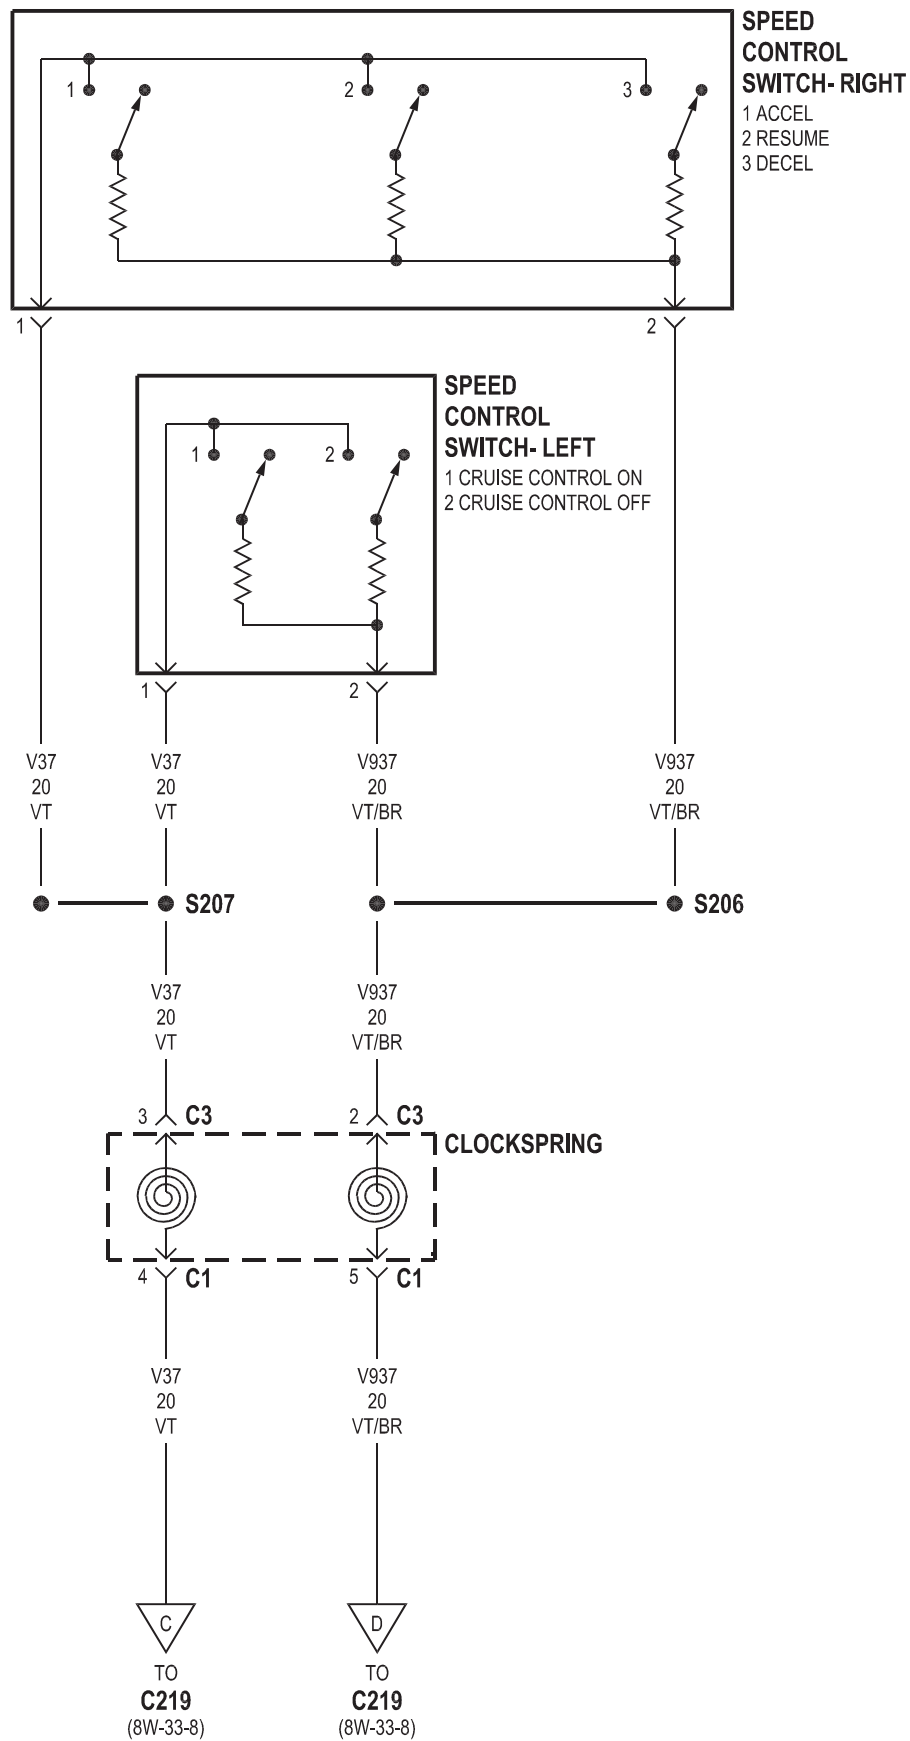 SPEED
CONTROL
SWITCH- RIGHT
1 ACCEL
2 RESUME
3 DECEL
1
2
3
1
2
SPEED
CONTROL
SWITCH- LEFT
1 CRUISE CONTROL ON
2 CRUISE CONTROL OFF
1
2
1
2
V37
20
VT
V37
20
VT
V937
20
VT/BR
V937
20
VT/BR
S207
S206
V37
20
VT
V937
20
VT/BR
3 C3
2 C3
CLOCKSPRING
4 C1
5 C1
V37
20
VT
V937
20
VT/BR
C
D
TO
C219
(8W-33-8)
TO
C219
(8W-33-8)